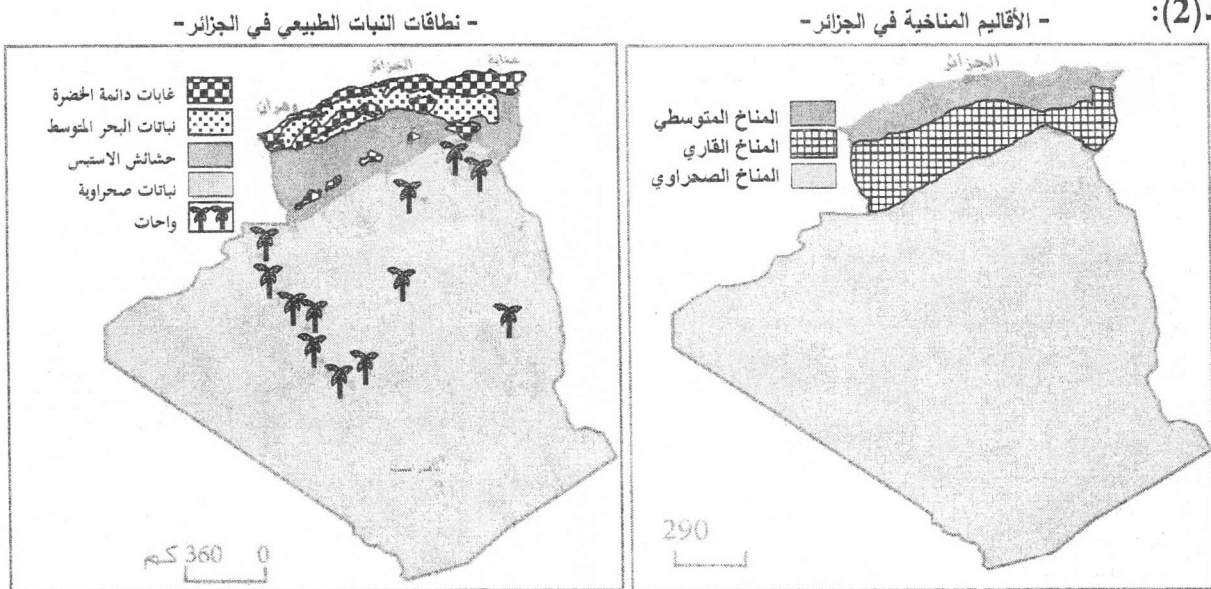 .(2):
- الأقاليم المناخية في الجزائر-
الجزائر
المناخ المتوسطي
المناخ القاري
المناخ الصحراوي
290
- نطاقات النبات الطبيعي في الجزائر-
عنابة
الجزائر
وهران
غابات دائمة الخضرة
نباتات البحر المتوسط
حشائش الاستبس
نباتات صحراوية
واحات
0 360 كم